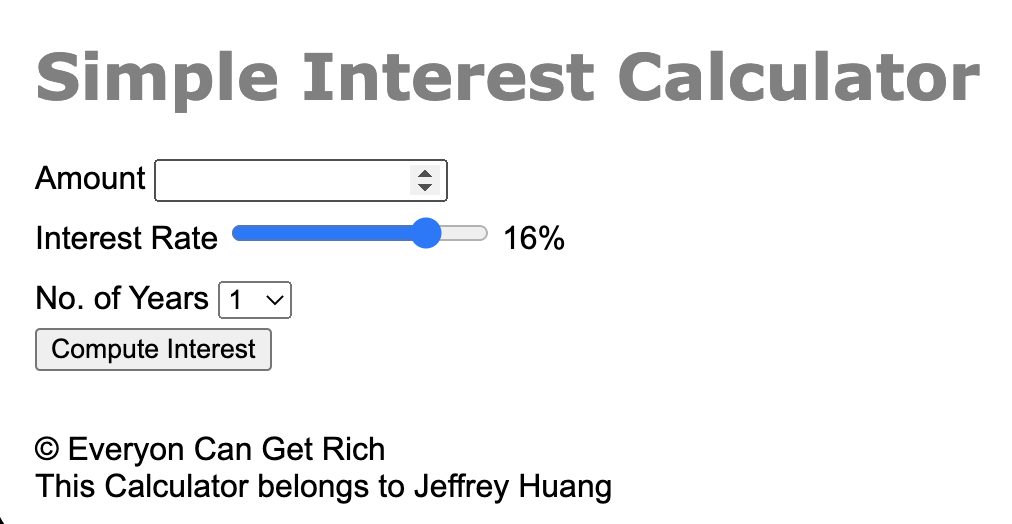 Simple Interest Calculator
Amount
Interest Rate 16%
No. of Years 1
Compute Interest
© Everyon Can Get Rich
This Calculator belongs to Jeffrey Huang